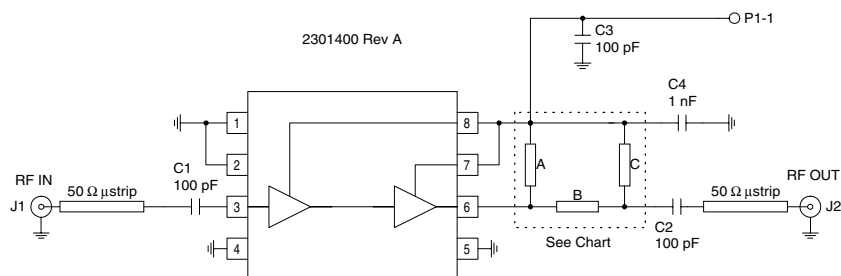 P1-1
C3
100 pF
2301400 Rev A
C4
1 nF
1
8
C1
100 pF
2
7
A
C
RF IN
50 Ω μstrip
B
50 Ω μstrip
RF OUT
J1
3
6
J2
C2
100 pF
4
5
See Chart